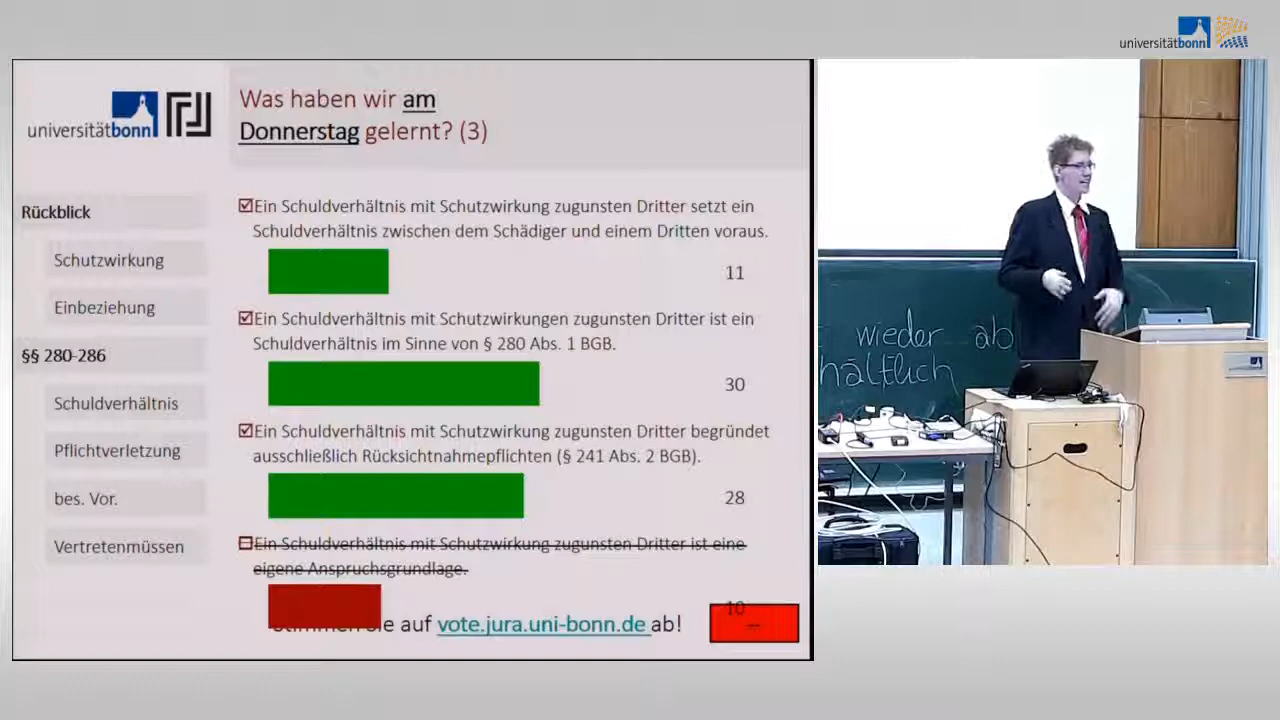 universitätbonn
universitätbonn
Was haben wir am
Donnerstag gelernt? (3)
Rückblick
Schutzwirkung
Einbeziehung
§§ 280-286
Schuldverhältnis
Pflichtverletzung
bes. Vor.
Vertretenmüssen
Ein Schuldverhältnis mit Schutzwirkung zugunsten Dritter setzt ein
Schuldverhältnis zwischen dem Schädiger und einem Dritten voraus.
11
Ein Schuldverhältnis mit Schutzwirkungen zugunsten Dritter ist ein
Schuldverhältnis im Sinne von § 280 Abs. 1 BGB.
30
Ein Schuldverhältnis mit Schutzwirkung zugunsten Dritter begründet
ausschließlich Rücksichtnahmepflichten (§ 241 Abs. 2 BGB).
28
Ein Schuldverhältnis mit Schutzwirkung zugunsten Dritter ist eine
eigene Anspruchsgrundlage.
10
Sie auf vote.jura.uni-bonn.de ab!
wieder ab
hältlich